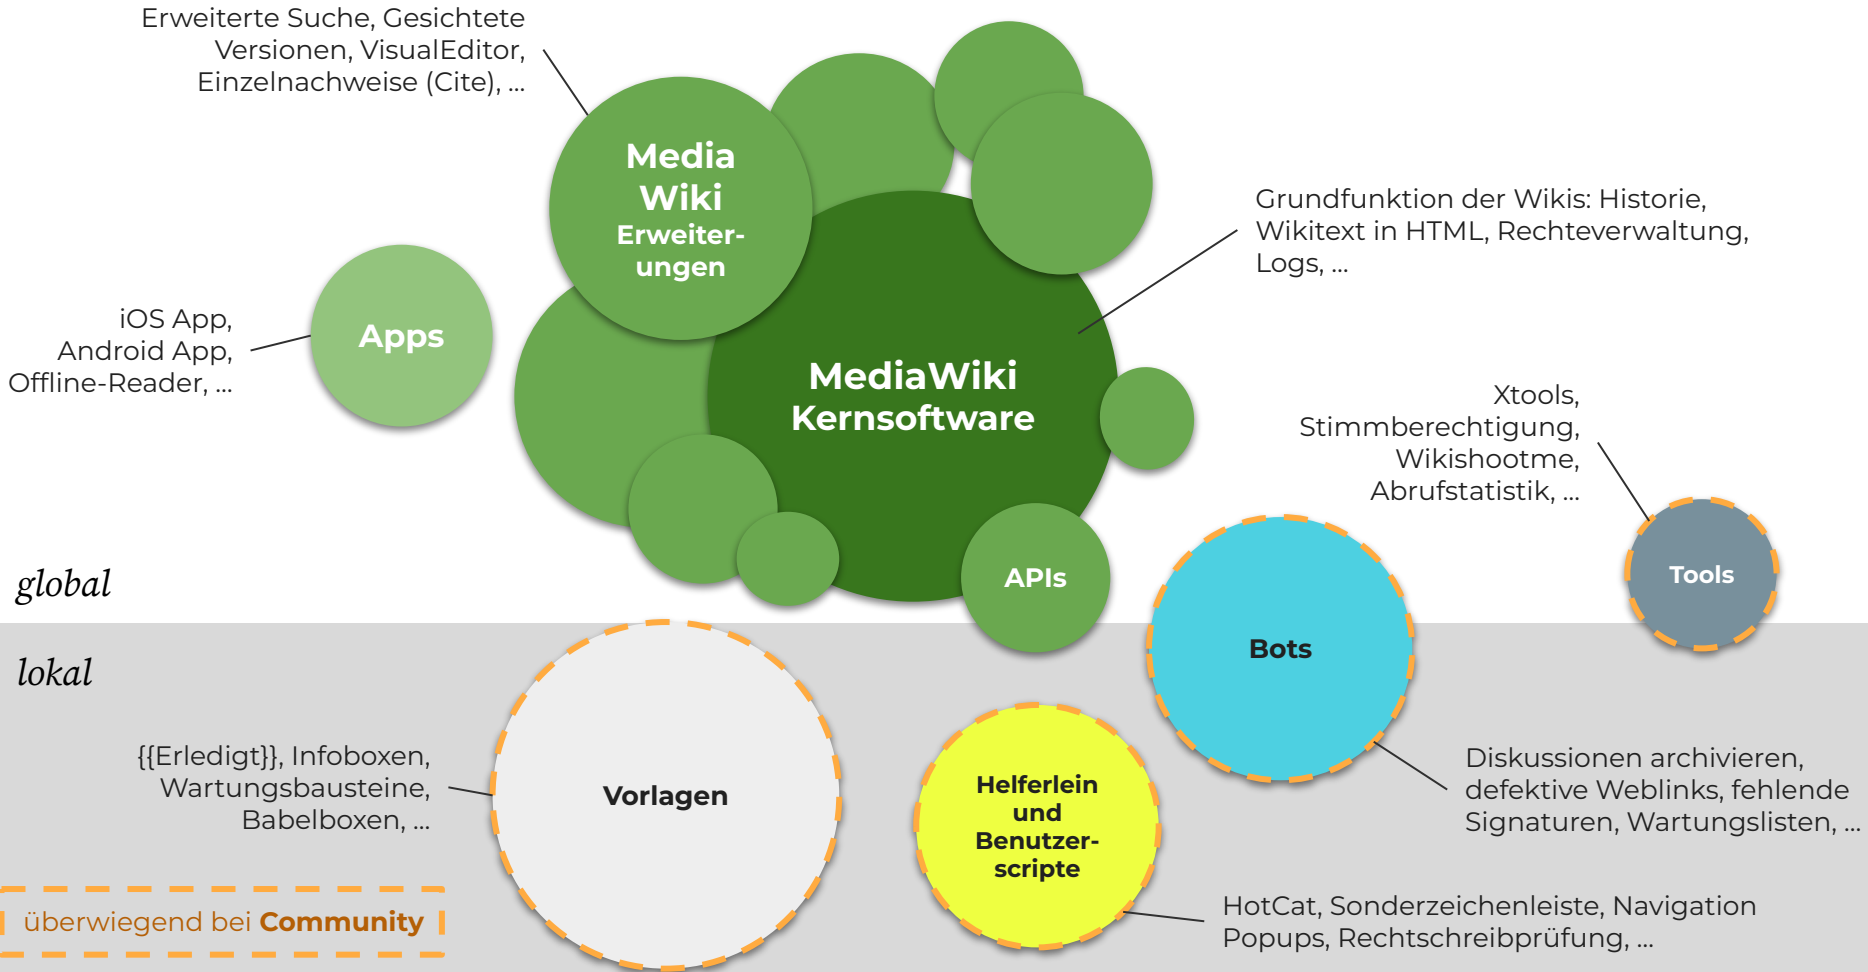 Erweiterte Suche, Gesichtete
Versionen, VisualEditor,
Einzelnachweise (Cite), ...
Media
Wiki
Erweiter-
ungen
Grundfunktion der Wikis: Historie,
Wikitext in HTML, Rechteverwaltung,
Logs, ...
iOS App,
Android App,
Offline-Reader, ...
Apps
MediaWiki
Kernsoftware
Xtools,
Stimmberechtigung,
Wikishootme,
Abrufstatistik, ...
APIs
Tools
global
lokal
Bots
{{Erledigt}}, Infoboxen,
Wartungsbausteine,
Babelboxen, ...
Vorlagen
Helferlein
und
Benutzer-
scripte
Diskussionen archivieren,
defektive Weblinks, fehlende
Signaturen, Wartungslisten, ...
überwiegend bei Community
HotCat, Sonderzeichenleiste, Navigation
Popups, Rechtschreibprüfung, ...